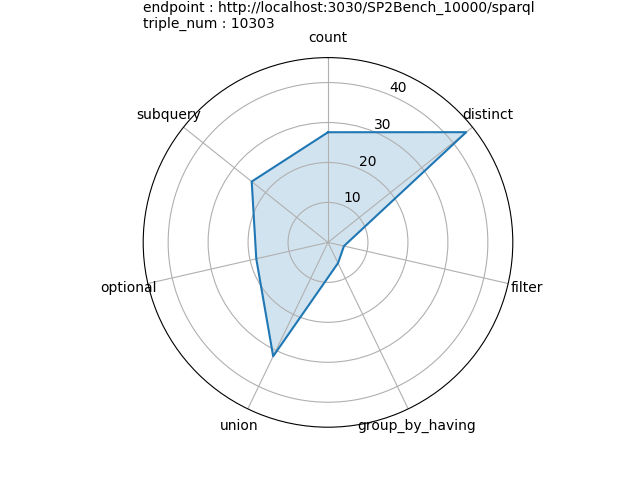 endpoint : http://localhost:3030/SP2Bench_10000/sparql
triple_num : 10303
count
40
subquery
distinct
30
20
10
optional
filter
union
group_by_having